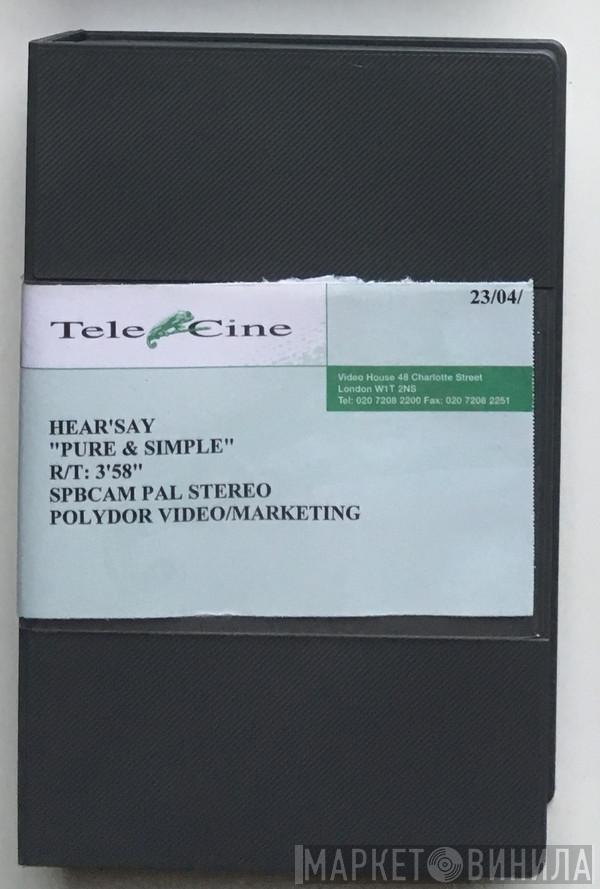 23/04/
Tele Cine
Video House 48 Charlotte Street
London W1T 2NS
Tel: 020 7208 2200 Fax: 020 7208 2251
HEAR'SAY
"PURE & SIMPLE"
R/T: 3'58"
SPBCAM PAL STEREO
POLYDOR VIDEO/MARKETING
МАРКЕТ ВИНИЛА